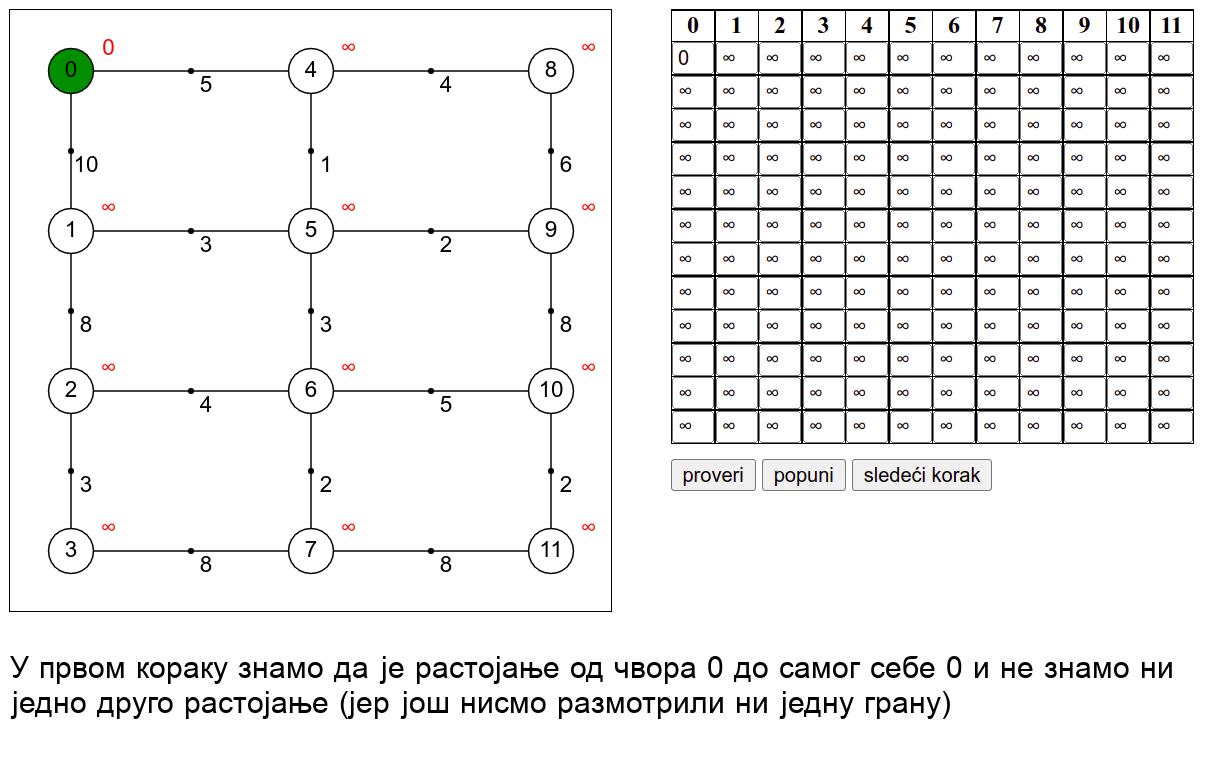 0 0 5 4 ∞ 4 8 ∞
10 1 6
1 ∞ 3 5 ∞ 2 9 ∞
8 3 8
2 ∞ 4 6 ∞ 5 10 ∞
3 2 2
3 ∞ 8 7 ∞ 8 11 ∞
0 1 2 3 4 5 6 7 8 9 10 11
0 ∞ ∞ ∞ ∞ ∞ ∞ ∞ ∞ ∞ ∞ ∞
∞ ∞ ∞ ∞ ∞ ∞ ∞ ∞ ∞ ∞ ∞ ∞
∞ ∞ ∞ ∞ ∞ ∞ ∞ ∞ ∞ ∞ ∞ ∞
∞ ∞ ∞ ∞ ∞ ∞ ∞ ∞ ∞ ∞ ∞ ∞
∞ ∞ ∞ ∞ ∞ ∞ ∞ ∞ ∞ ∞ ∞ ∞
∞ ∞ ∞ ∞ ∞ ∞ ∞ ∞ ∞ ∞ ∞ ∞
∞ ∞ ∞ ∞ ∞ ∞ ∞ ∞ ∞ ∞ ∞ ∞
∞ ∞ ∞ ∞ ∞ ∞ ∞ ∞ ∞ ∞ ∞ ∞
∞ ∞ ∞ ∞ ∞ ∞ ∞ ∞ ∞ ∞ ∞ ∞
∞ ∞ ∞ ∞ ∞ ∞ ∞ ∞ ∞ ∞ ∞ ∞
∞ ∞ ∞ ∞ ∞ ∞ ∞ ∞ ∞ ∞ ∞ ∞
∞ ∞ ∞ ∞ ∞ ∞ ∞ ∞ ∞ ∞ ∞ ∞
proveri popuni sledeći korak
У првом кораку знамо да је растојање од чвора 0 до самог себе 0 и не знамо ни
једно друго растојање (јер још нисмо размотрили ни једну грану)